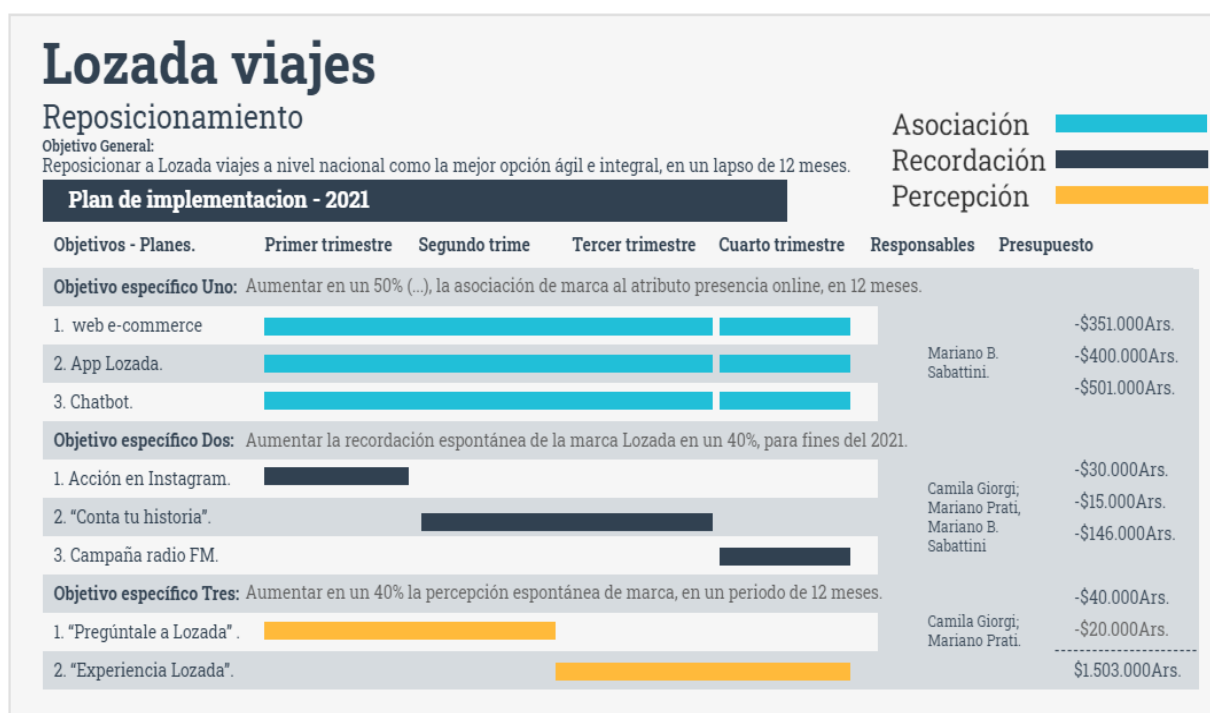 Lozada viajes
Reposicionamiento
Objetivo General:
Reposicionar a Lozada viajes a nivel nacional como la mejor opción ágil e integral, en un lapso de 12 meses.
Asociación
Recordación
Percepción
Plan de implementacion - 2021
Objetivos - Planes. Primer trimestre Segundo trime Tercer trimestre Cuarto trimestre Responsables Presupuesto
Objetivo específico Uno: Aumentar en un 50% (...), la asociación de marca al atributo presencia online, en 12 meses.
1. web e-commerce -$351.000Ars.
2. App Lozada. -$400.000Ars.
3. Chatbot. -$501.000Ars.
Mariano B.
Sabattini.
Objetivo específico Dos: Aumentar la recordación espontánea de la marca Lozada en un 40%, para fines del 2021.
1. Acción en Instagram. -$30.000Ars.
2. “Conta tu historia”. -$15.000Ars.
3. Campaña radio FM. -$146.000Ars.
Camila Giorgi;
Mariano Prati,
Mariano B.
Sabattini
Objetivo específico Tres: Aumentar en un 40% la percepción espontánea de marca, en un periodo de 12 meses.
-$40.000Ars.
1. “Pregúntale a Lozada” . -$20.000Ars.
Camila Giorgi;
Mariano Prati.
2. “Experiencia Lozada”. $1.503.000Ars.